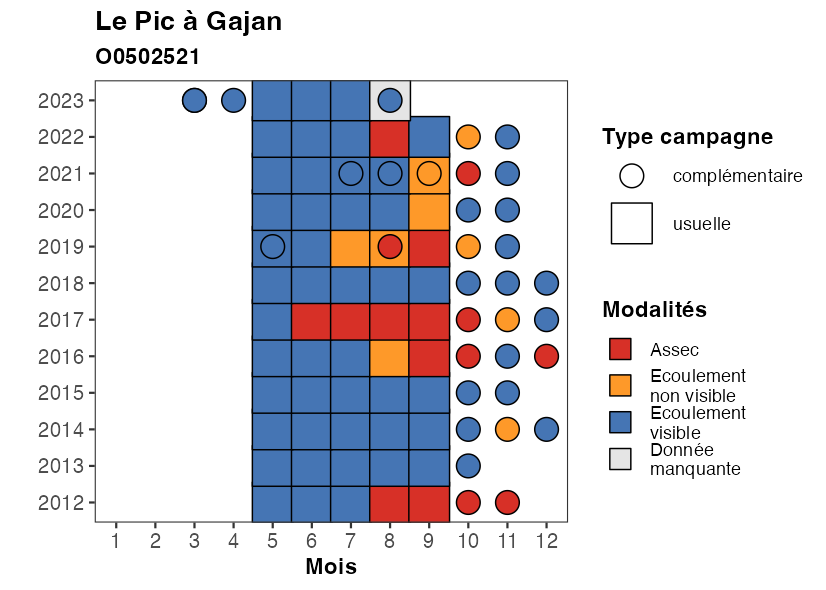 Le Pic à Gajan
O0502521
2023
2022
2021
2020
2019
2018
2017
2016
2015
2014
2013
2012
1 2 3 4 5 6 7 8 9 10 11 12
Mois
Type campagne
complémentaire
usuelle
Modalités
Assec
Ecoulement
non visible
Ecoulement
visible
Donnée
manquante